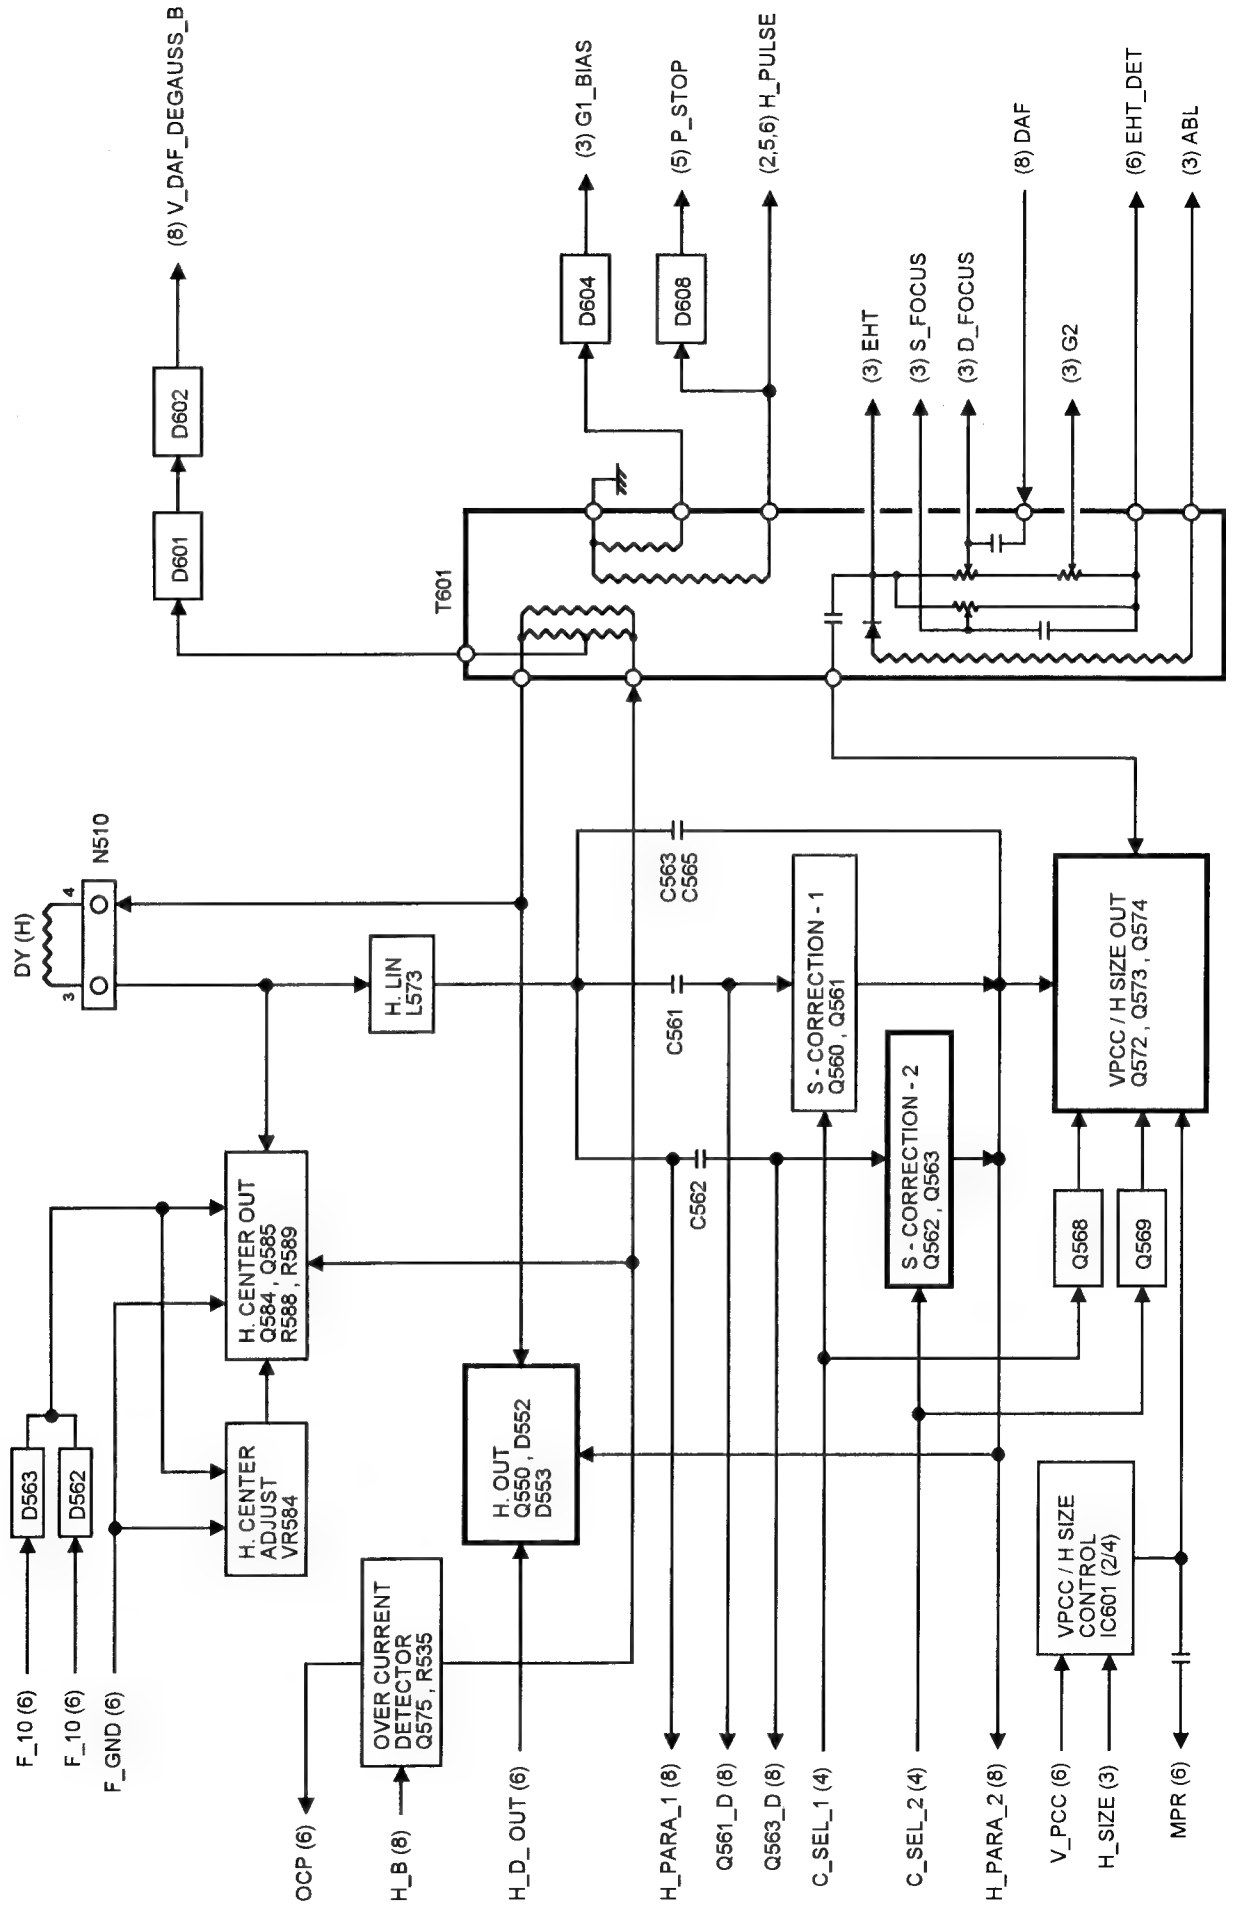 F_10 (6)
F_10 (6)
F_GND (6)
D563
D562
H. CENTER
ADJUST
VR584
H. CENTER OUT
Q584 , Q585
R588 , R589
DY (H)
3
4
N510
H. LIN
L573
D601
D602
(8) V_DAF_DEGAUSS_B
OCP (6)
H_B (8)
OVER CURRENT
DETECTOR
Q575 , R535
H_D_ OUT (6)
H. OUT
Q550 , D552
D553
T601
D604
(3) G1_BIAS
D608
(5) P_STOP
(2,5,6) H_PULSE
H_PARA_1 (8)
Q561_D (8)
Q563_D (8)
C_SEL_1 (4)
C_SEL_2 (4)
H_PARA_2 (8)
C562
C561
C563
C565
S - CORRECTION - 1
Q560 , Q561
S - CORRECTION - 2
Q562 , Q563
(3) EHT
(3) S_FOCUS
(3) D_FOCUS
(8) DAF
(3) G2
(6) EHT_DET
(3) ABL
V_PCC (6)
H_SIZE (3)
MPR (6)
VPCC / H SIZE
CONTROL
IC601 (2/4)
Q568
Q569
VPCC / H SIZE OUT
Q572 , Q573 , Q574